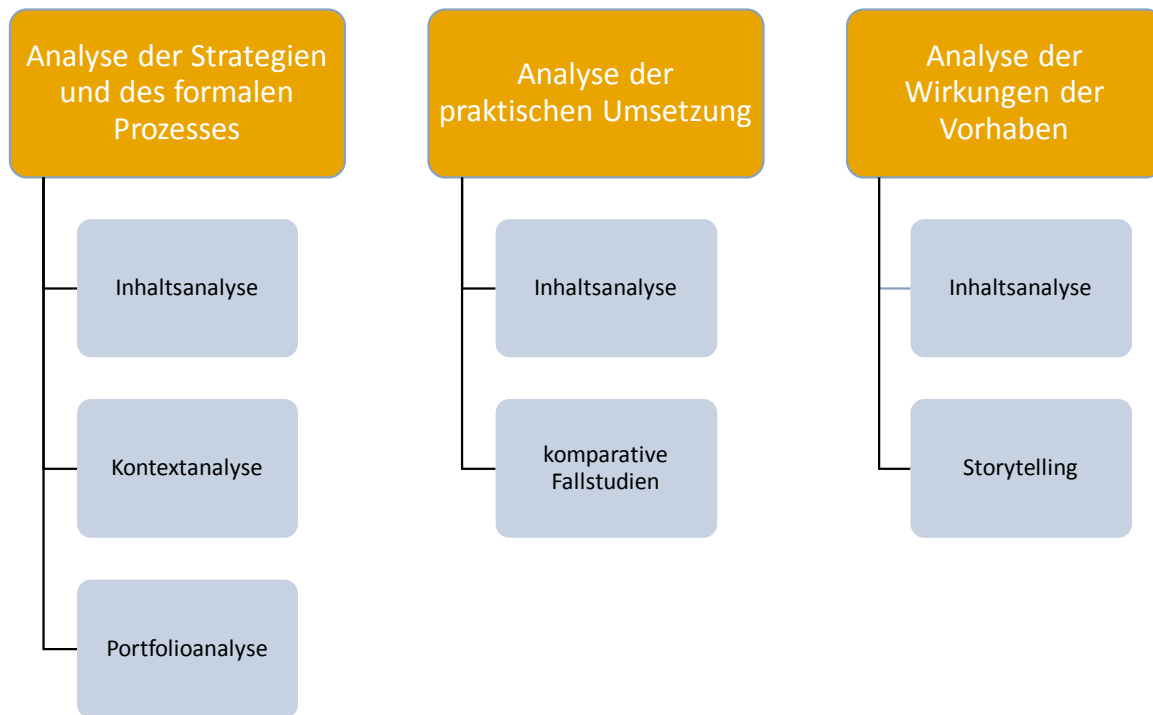 Analyse der Strategien
und des formalen
Prozesses
Inhaltsanalyse
Kontextanalyse
Portfolioanalyse
Analyse der
praktischen Umsetzung
Inhaltsanalyse
komparative
Fallstudien
Analyse der
Wirkungen der
Vorhaben
Inhaltsanalyse
Storytelling